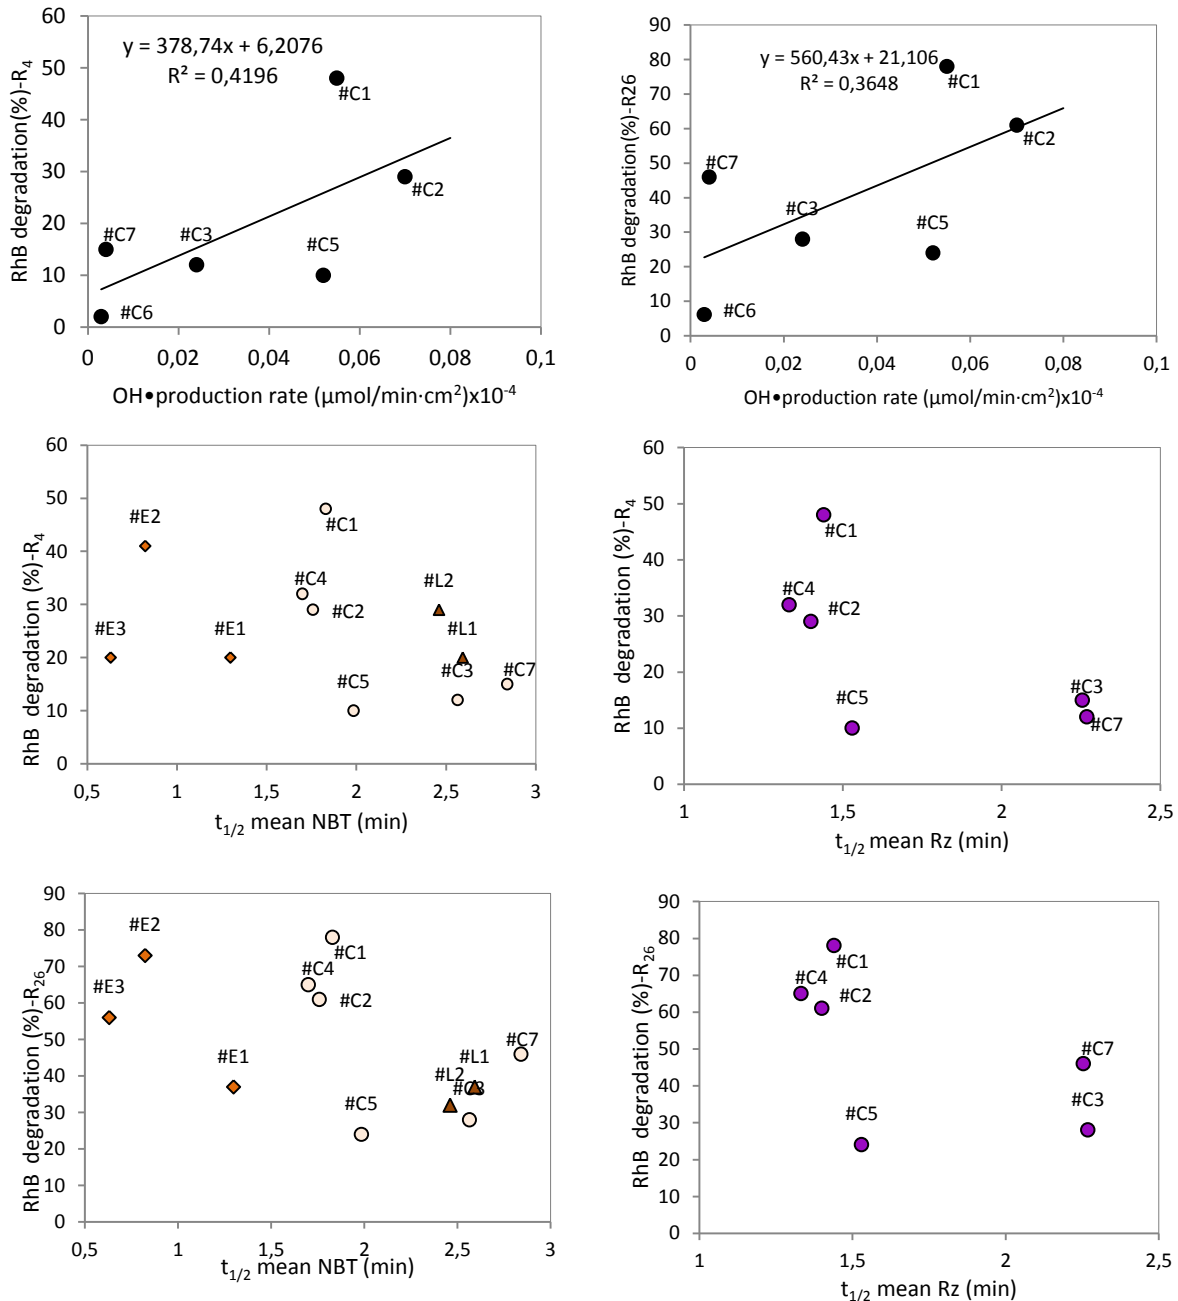 RhB degradation(%)-R4
60
50
40
30
20
10
0
y = 378,74x + 6,2076
R² = 0,4196
#C1
#C2
#C7
#C3
#C5
#C6
0
0,02
0,04
0,06
0,08
0,1
OH●production rate (µmol/min·cm²)x10⁻⁴
RhB degradation(%)-R26
90
80
70
60
50
40
30
20
10
0
y = 560,43x + 21,106
R² = 0,3648
#C1
#C2
#C7
#C3
#C5
#C6
0
0,02
0,04
0,06
0,08
0,1
OH●production rate (µmol/min·cm²)x10⁻⁴
RhB degradation (%)-R4
60
50
40
30
20
10
0
#E2
#C1
#C4
#L2
#C2
#E3
#E1
#L1
#C3
#C7
#C5
0,5
1
1,5
2
2,5
3
t1/2 mean NBT (min)
RhB degradation (%)-R4
60
50
40
30
20
10
0
#C1
#C4
#C2
#C5
#C3
#C7
1
1,5
2
2,5
t1/2 mean Rz (min)
RhB degradation (%)-R26
90
80
70
60
50
40
30
20
10
0
#E2
#C1
#C4
#E3
#C2
#C7
#E1
#L1
#L2
#C3
#C5
0,5
1
1,5
2
2,5
3
t1/2 mean NBT (min)
RhB degradation (%)-R26
90
80
70
60
50
40
30
20
10
0
#C1
#C4
#C2
#C7
#C3
#C5
1
1,5
2
2,5
t1/2 mean Rz (min)